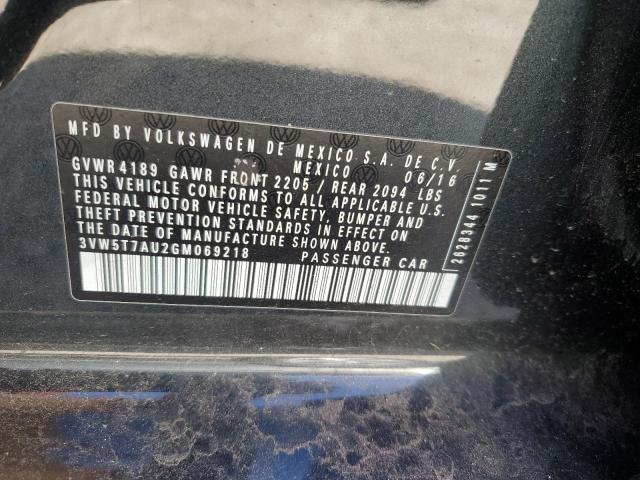 MFD BY VOLKSWAGEN DE MEXICO S.A. DE C.V.
MEXICO 06/16
GVWR 4189 GAWR FRONT 2205 / REAR 2094 LBS
THIS VEHICLE CONFORMS TO ALL APPLICABLE U.S.
FEDERAL MOTOR VEHICLE SAFETY, BUMPER AND
THEFT PREVENTION STANDARDS IN EFFECT ON
THE DATE OF MANUFACTURE SHOWN ABOVE.
3VW5T7AU2GM069218 PASSENGER CAR
2628344 1011 M